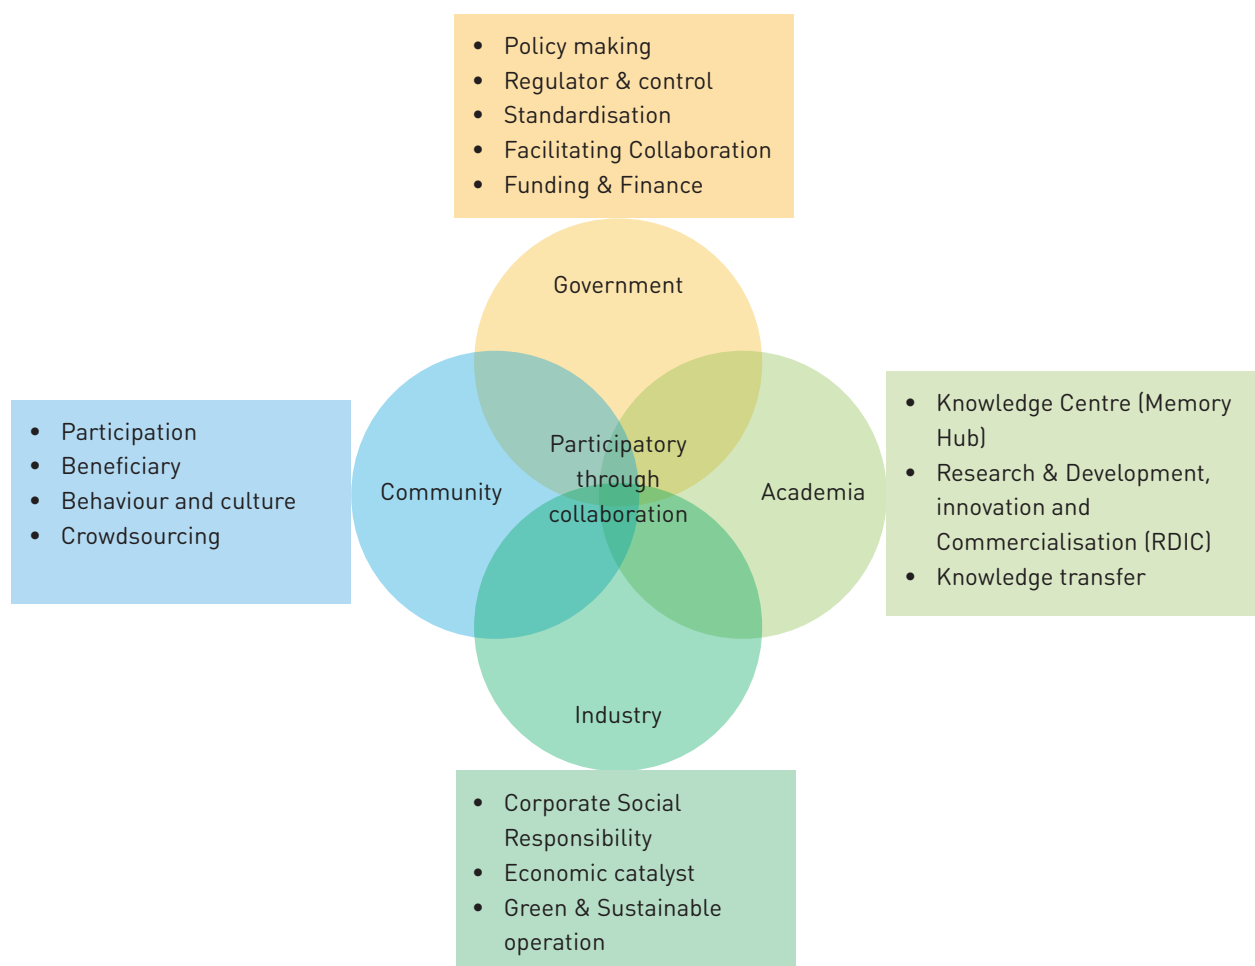 • Policy making
• Regulator & control
• Standardisation
• Facilitating Collaboration
• Funding & Finance
Government
• Participation
• Beneficiary
• Behaviour and culture
• Crowdsourcing
Community
Participatory
through
collaboration
Academia
• Knowledge Centre (Memory
Hub)
• Research & Development,
innovation and
Commercialisation (RDIC)
• Knowledge transfer
Industry
• Corporate Social
Responsibility
• Economic catalyst
• Green & Sustainable
operation